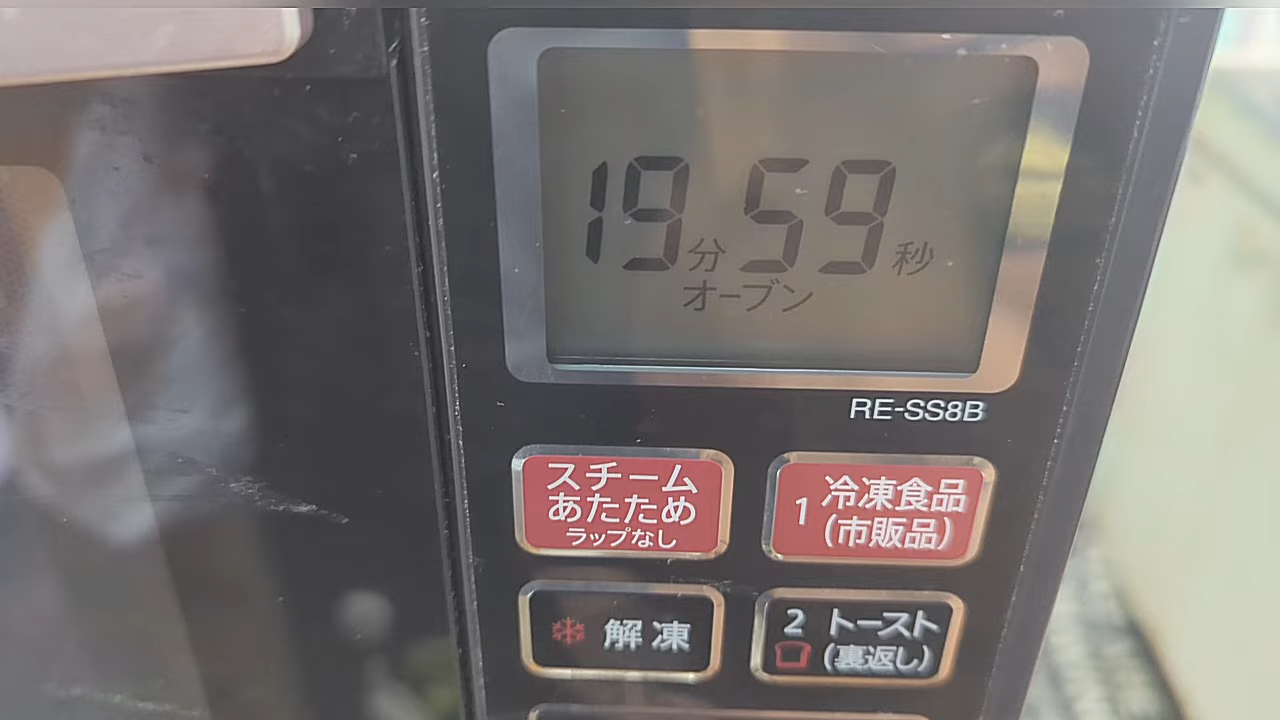 19分59秒
オーブン
RE-SS8B
スチーム
あたため
ラップなし
1 冷凍食品
(市販品)
解凍
2 トースト
(裏返し)